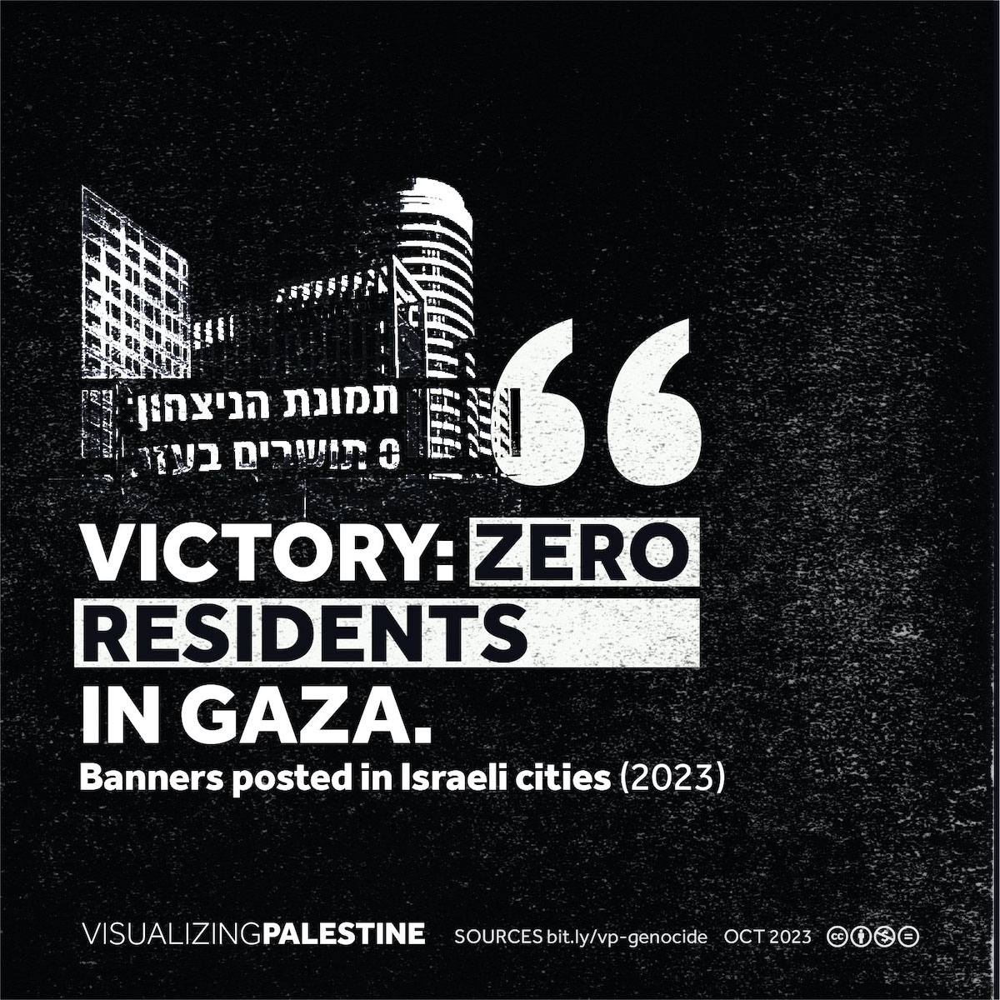 תמונת הניצחון
0 תושבים בעזה
VICTORY: ZERO
RESIDENTS
IN GAZA.
Banners posted in Israeli cities (2023)
VISUALIZINGPALESTINE SOURCES bit.ly/vp-genocide OCT 2023